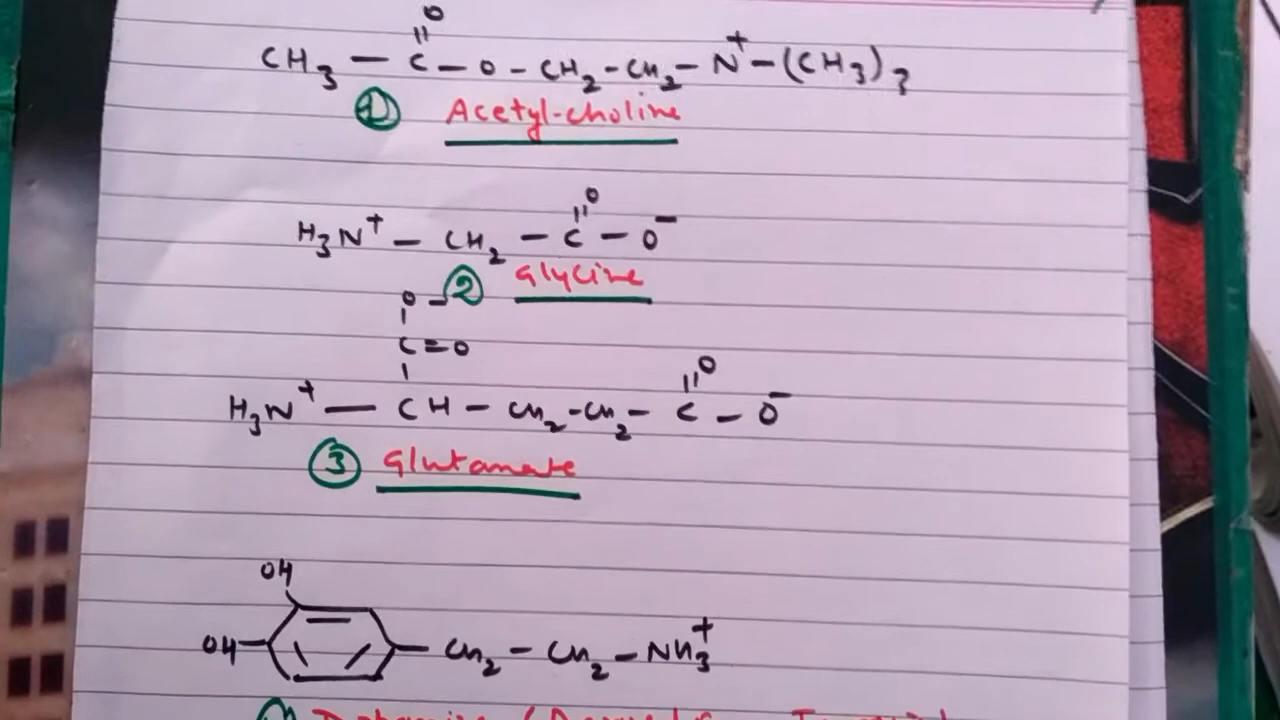 O
CH3 — C — O - CH2 - CH2 - N+ - (CH3)3
1 Acetyl-choline
O
H3N+ — CH2 — C — O-
2 Glycine
O -
C=O
O
H3N+ — CH — CH2 - CH2 - C — O-
3 Glutamate
OH
OH — CH2 — CH2 — NH3+